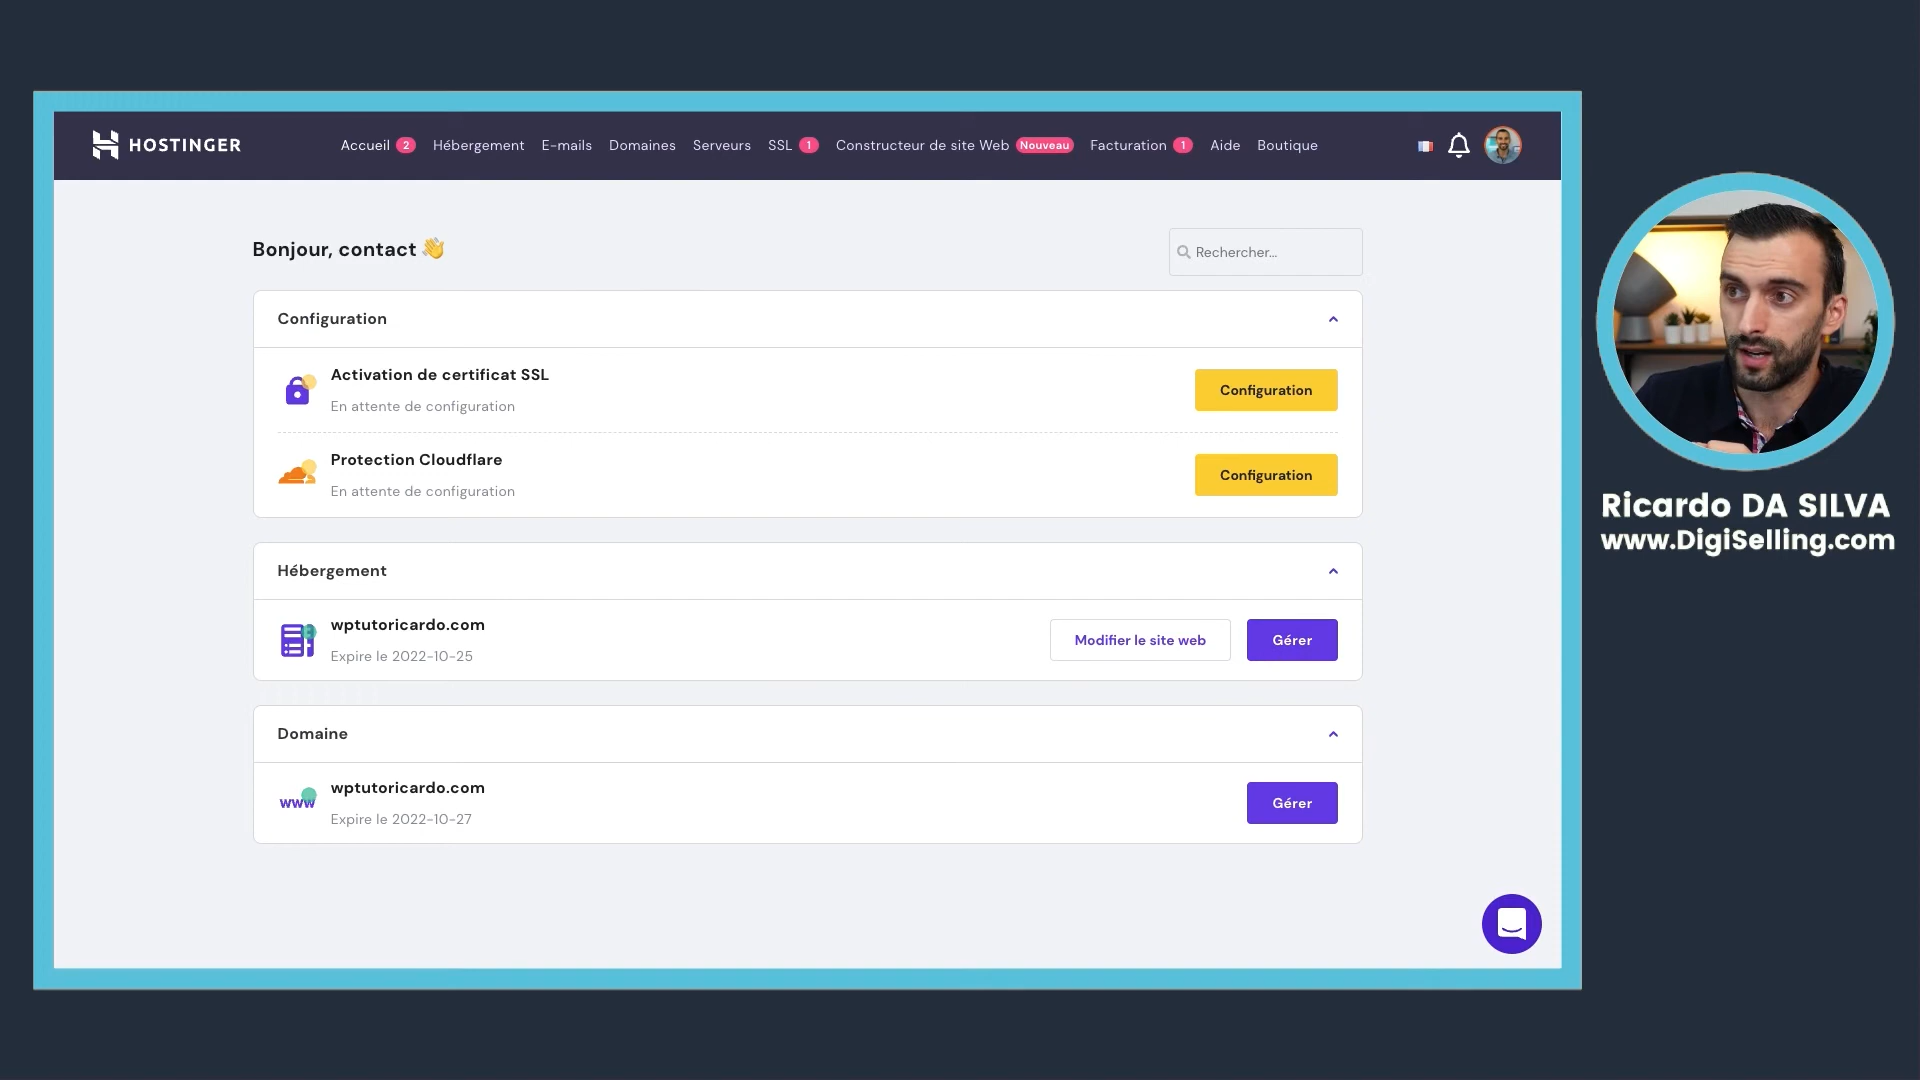 HOSTINGER
Accueil 2 Hébergement E-mails Domaines Serveurs SSL 1 Constructeur de site Web Nouveau Facturation 1 Aide Boutique
Bonjour, contact 👋
Rechercher...
Configuration
Activation de certificat SSL
En attente de configuration
Configuration
Protection Cloudflare
En attente de configuration
Configuration
Hébergement
wptutoricardo.com
Expire le 2022-10-25
Modifier le site web
Gérer
Domaine
www
wptutoricardo.com
Expire le 2022-10-27
Gérer
Ricardo DA SILVA
www.DigiSelling.com